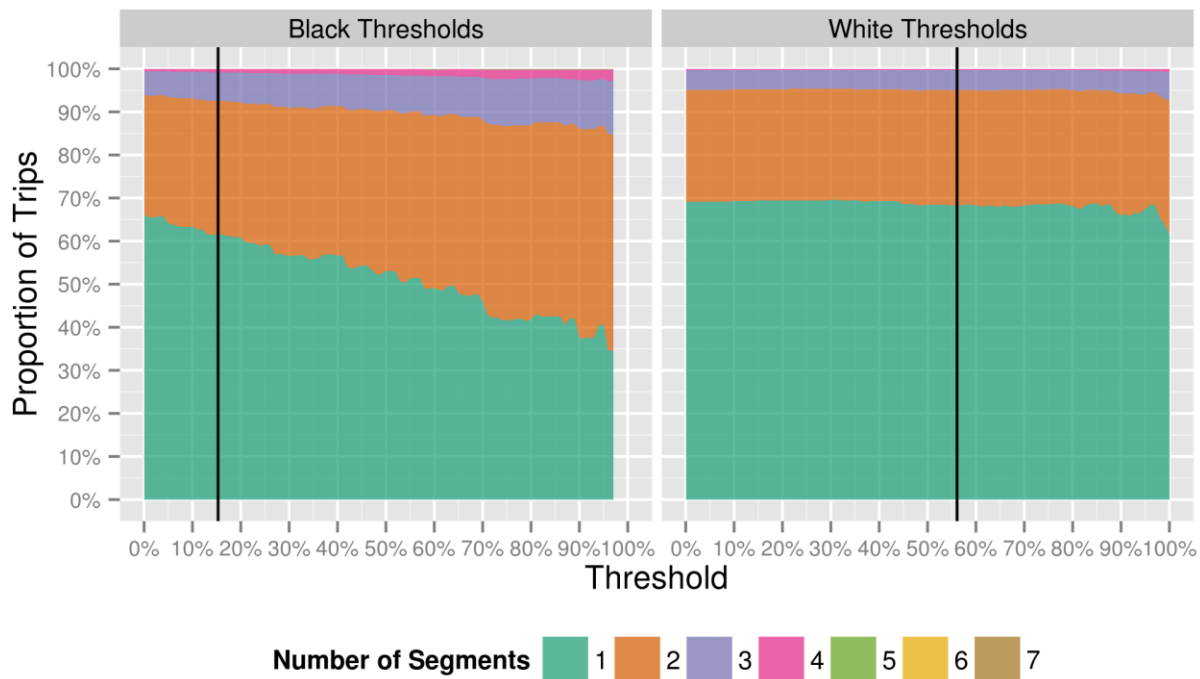 Black Thresholds White Thresholds
100%
90%
80%
70%
60%
50%
40%
30%
20%
10%
0%
Proportion of Trips
0% 10% 20% 30% 40% 50% 60% 70% 80% 90%100% 0% 10% 20% 30% 40% 50% 60% 70% 80% 90%100%
Threshold
Number of Segments 1 2 3 4 5 6 7